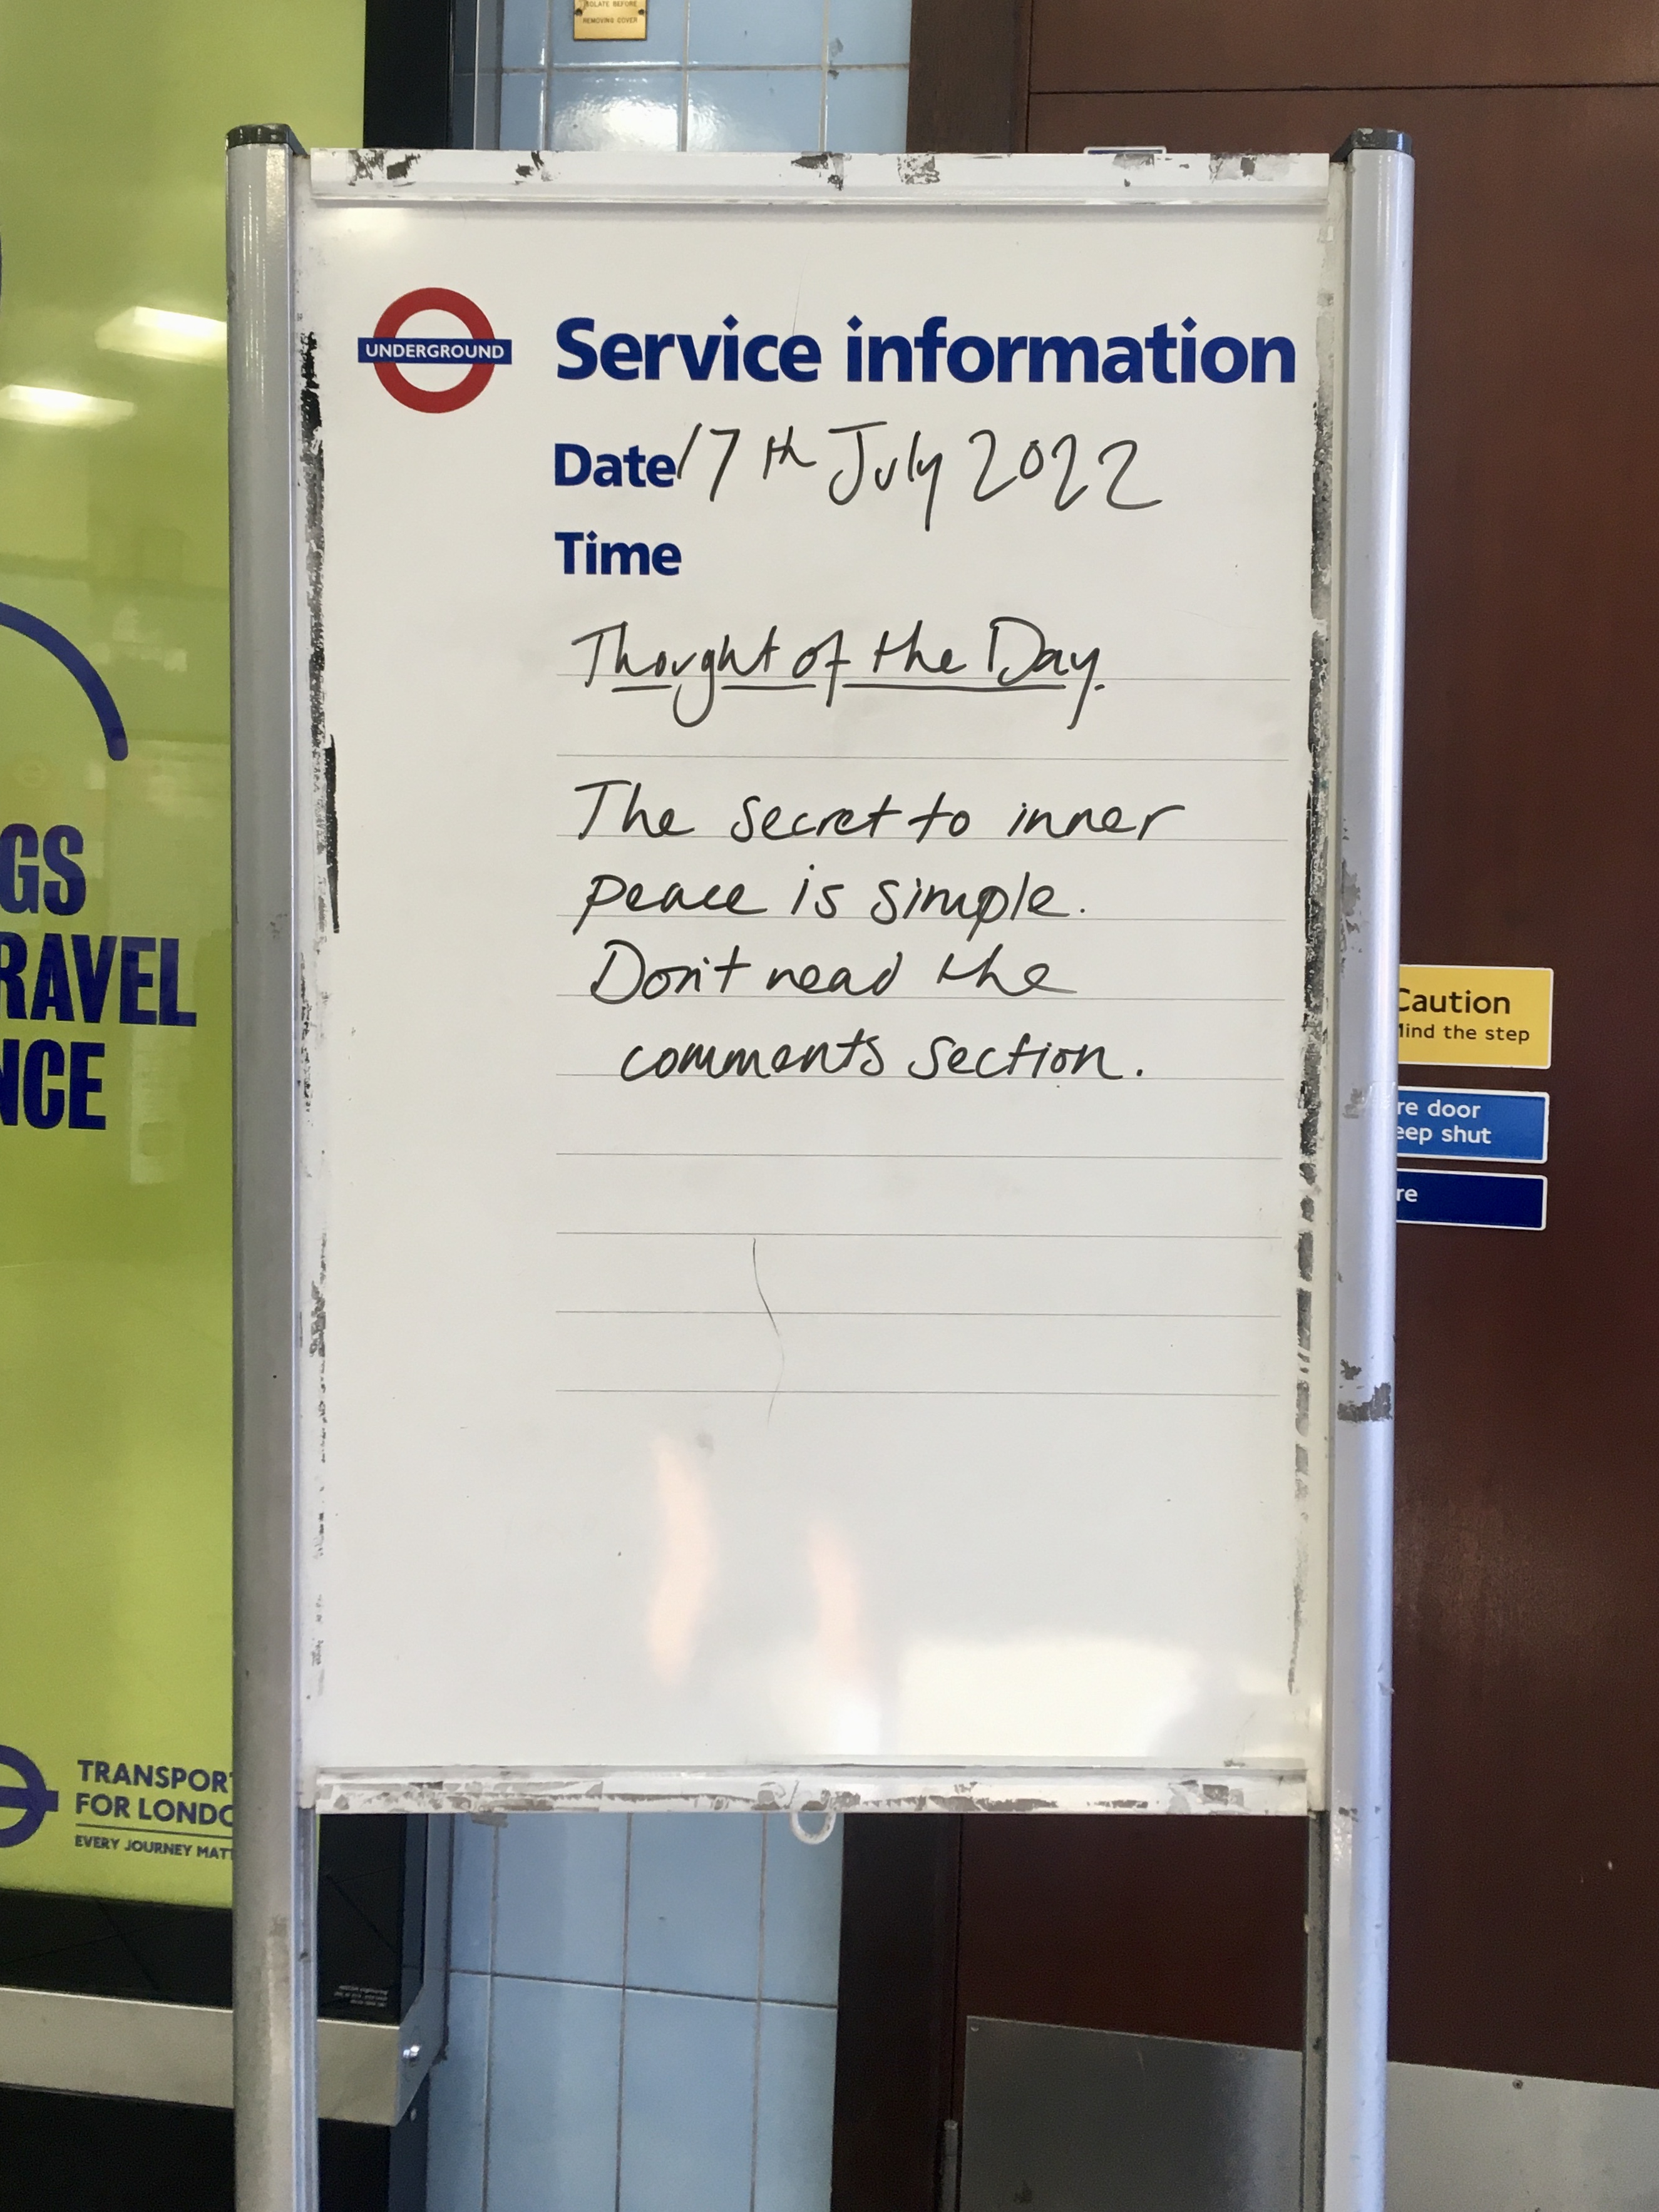 ISOLATE BEFORE
REMOVING COVER
UNDERGROUND
Service information
Date 17th July 2022
Time
Thought of the Day.
The secret to inner
peace is simple.
Don't read the
comments section.
GS
RAVEL
NCE
TRANSPORT
FOR LONDO
EVERY JOURNEY MATT
Caution
Mind the step
re door
eep shut
re